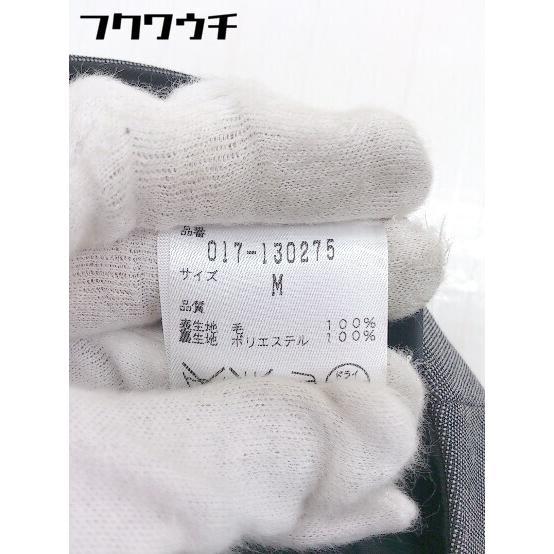 フクワウチ
品番
017-130275
サイズ
M
品質
表生地 毛 100%
裏生地 ポリエステル 100%
ドライ